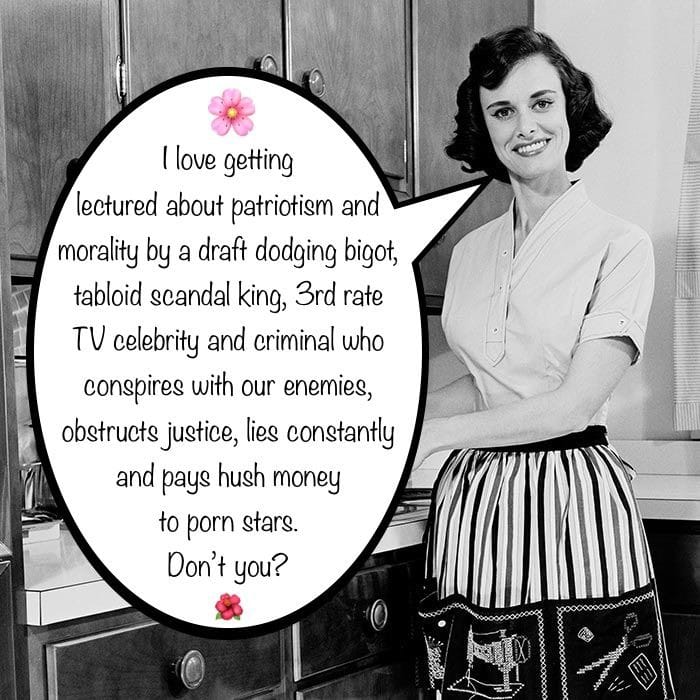 I love getting
lectured about patriotism and
morality by a draft dodging bigot,
tabloid scandal king, 3rd rate
TV celebrity and criminal who
conspires with our enemies,
obstructs justice, lies constantly
and pays hush money
to porn stars.
Don't you?